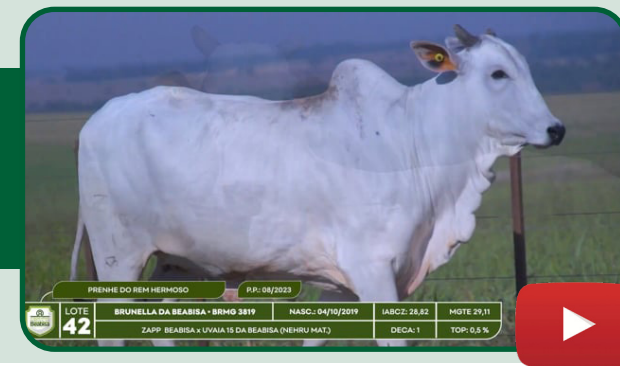 PRENHE DO REM HERMOSO P.P.: 08/2023
LOTE 42
BRUNELLA DA BEABISA - BRMG 3819 NASC.: 04/10/2019 IABCZ: 28,82 MGTE 29,11
ZAPP BEABISA x UVAIA 15 DA BEABISA (NEHRU MAT.) DECA: 1 TOP: 0,5 %
Beabisa